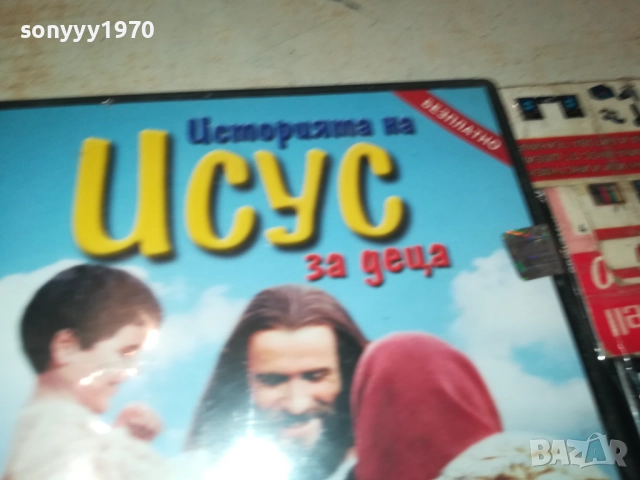 sonyyy1970
Историята на
Исус
за деца
БЕЗПЛАТНО
BAZAR